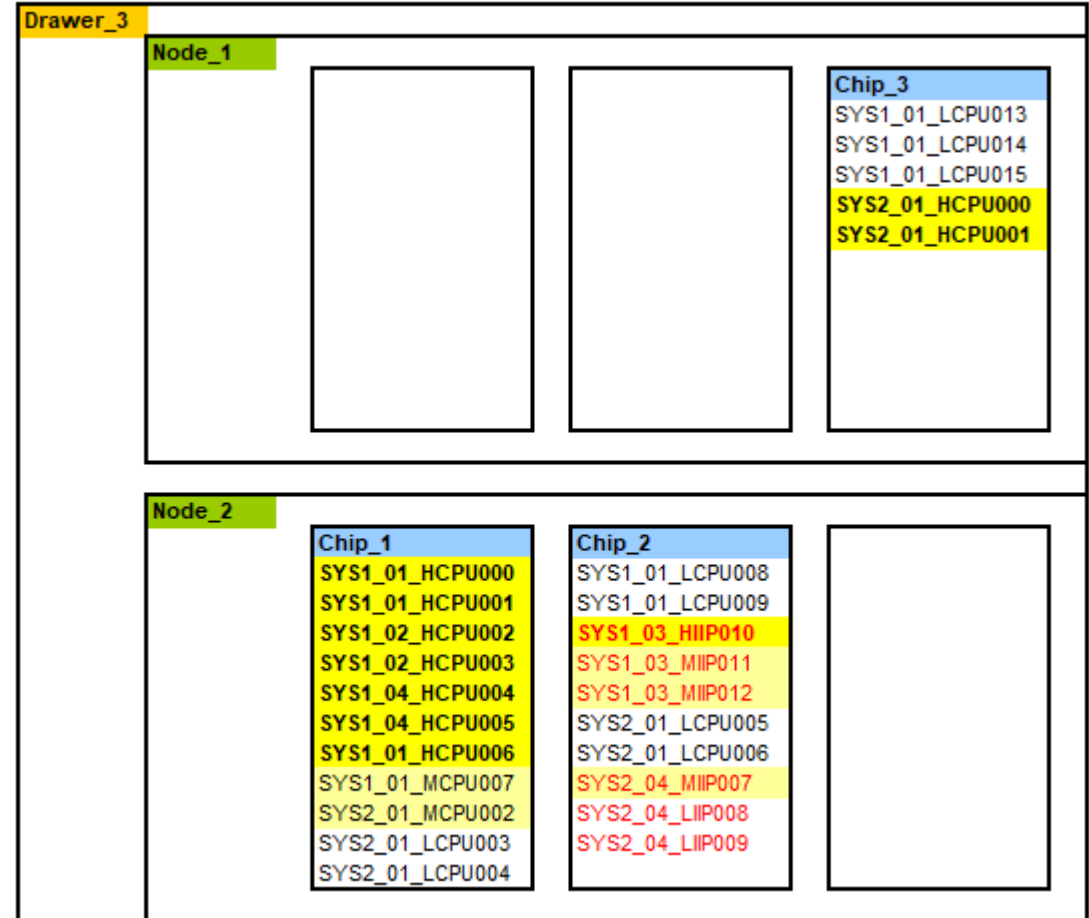 Drawer_3
Node_1
Chip_3
SYS1_01_LCPU013
SYS1_01_LCPU014
SYS1_01_LCPU015
SYS2_01_HCPU000
SYS2_01_HCPU001
Node_2
Chip_1
SYS1_01_HCPU000
SYS1_01_HCPU001
SYS1_02_HCPU002
SYS1_02_HCPU003
SYS1_04_HCPU004
SYS1_04_HCPU005
SYS1_01_HCPU006
SYS1_01_MCPU007
SYS2_01_MCPU002
SYS2_01_LCPU003
SYS2_01_LCPU004
Chip_2
SYS1_01_LCPU008
SYS1_01_LCPU009
SYS1_03_HIIP010
SYS1_03_MIIP011
SYS1_03_MIIP012
SYS2_01_LCPU005
SYS2_01_LCPU006
SYS2_04_MIIP007
SYS2_04_LIIP008
SYS2_04_LIIP009